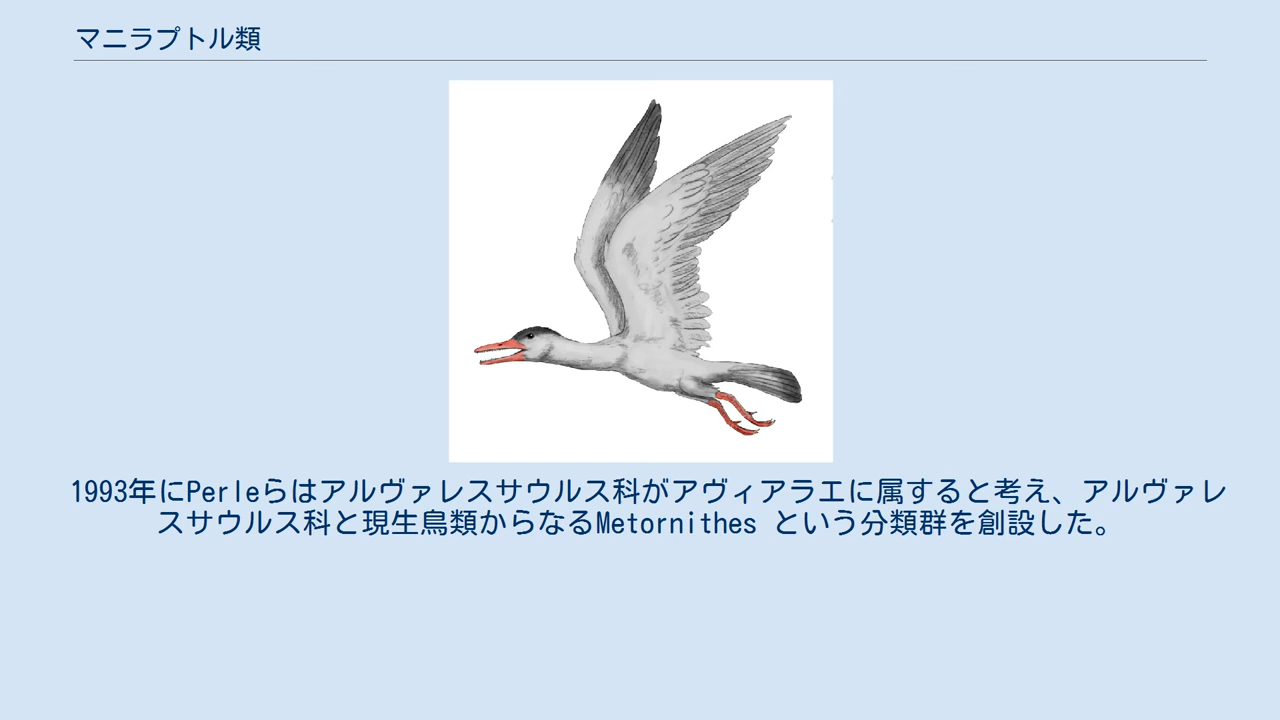 マニラプトル類
1993年にPerleらはアルヴァレスサウルス科がアヴィアラエに属すると考え、アルヴァレ
スサウルス科と現生鳥類からなるMetornithes という分類群を創設した。